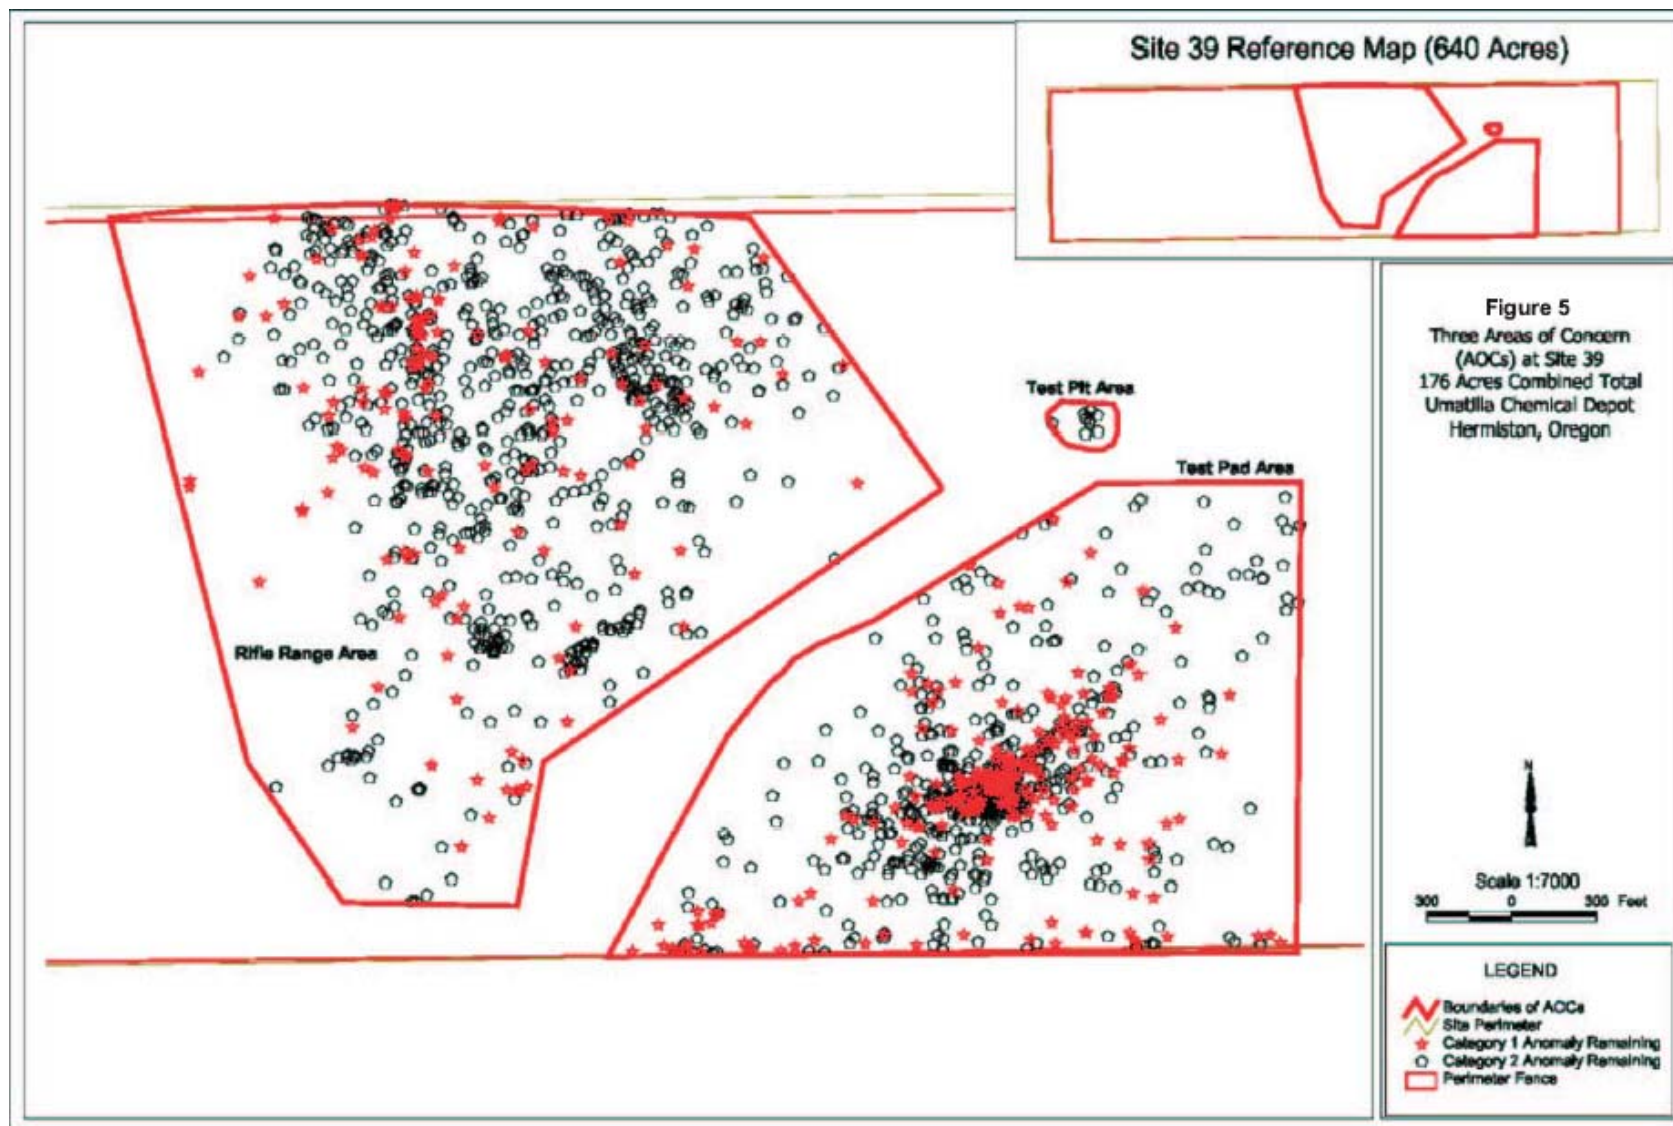 Site 39 Reference Map (640 Acres)
Figure 5
Three Areas of Concern
(AOCs) at Site 39
176 Acres Combined Total
Umatilla Chemical Depot
Hermiston, Oregon
Test Pit Area
Test Pad Area
Rifle Range Area
N
Scale 1:7000
300 0 300 Feet
LEGEND
Boundaries of AOCs
Site Perimeter
Category 1 Anomaly Remaining
Category 2 Anomaly Remaining
Perimeter Fence